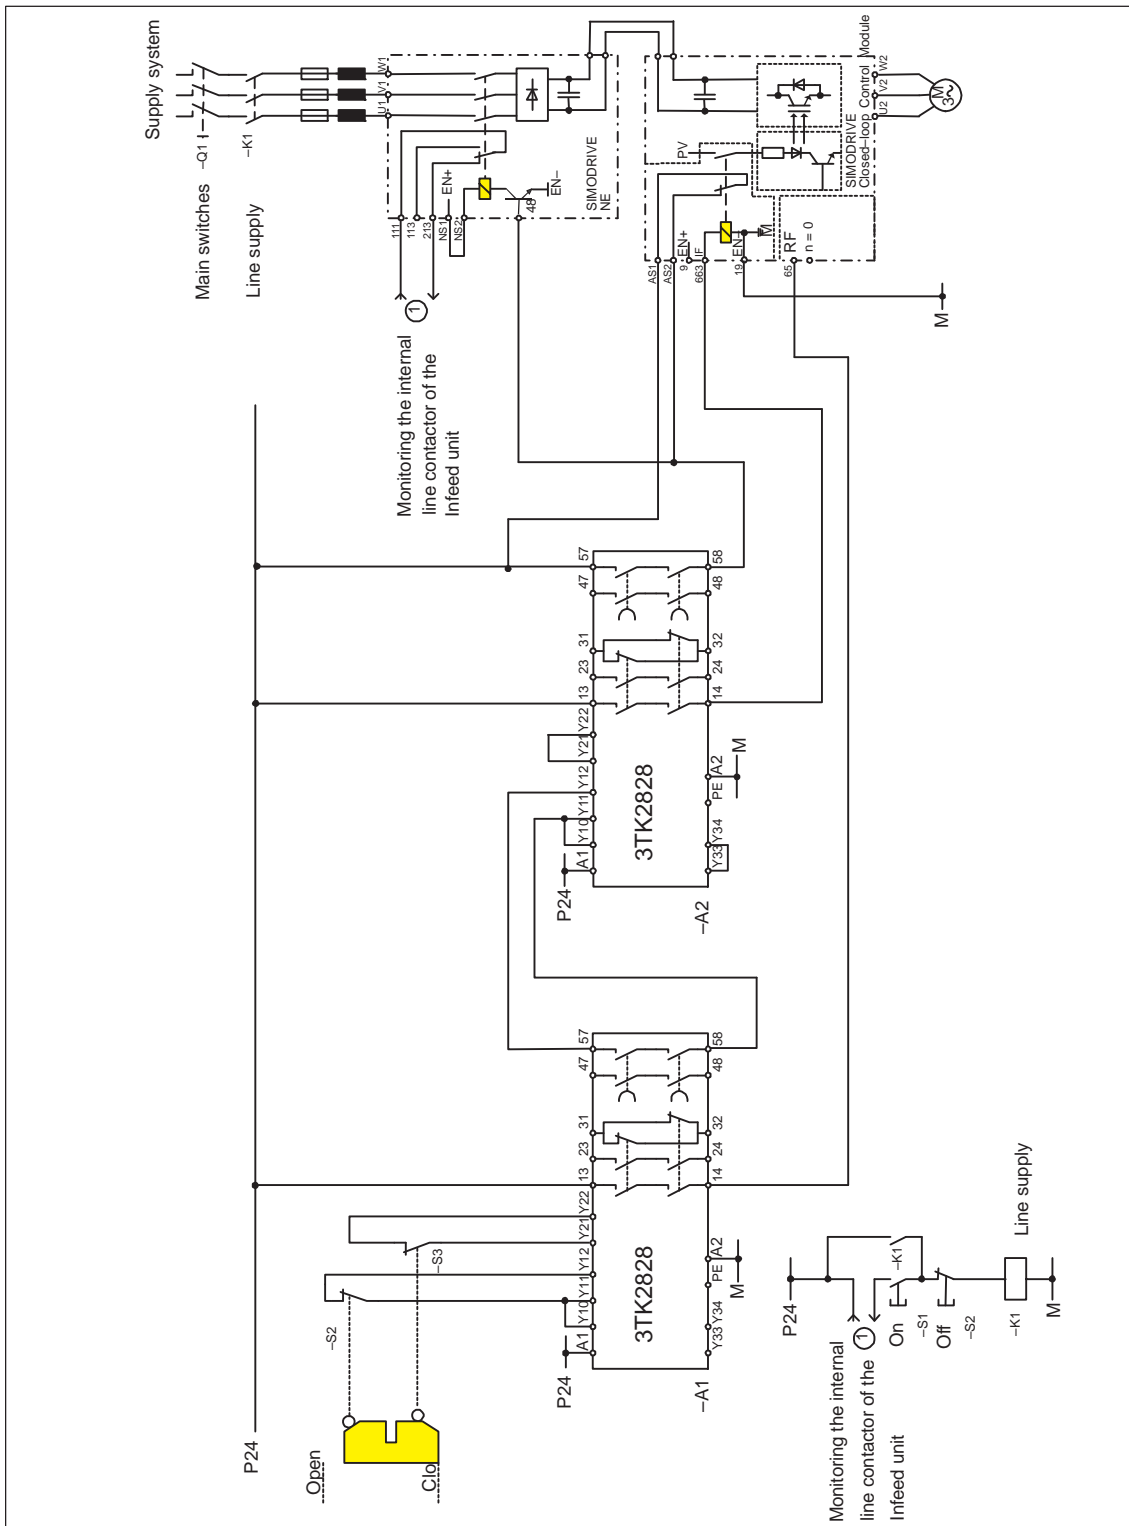 Supply system
Main switches
–Q1
Line supply
–K1
U1
V1
W1
111
113
213
NS1
NS2
EN+
48
EN–
SIMODRIVE
NE
1
Monitoring the internal
line contactor of the
Infeed unit
SIMODRIVE
Closed–loop Control Module
U2
V2
W2
M
3~
PV
AS1
AS2
9
EN+
663
IF
19
EN–
M
65
RF
n = 0
M
P24
57
47
31
23
13
Y22
Y21
Y12
Y11
Y10
A1
P24
58
48
32
24
14
A2
M
PE
Y34
Y33
3TK2828
–A2
57
47
31
23
13
Y22
Y21
Y12
Y11
Y10
A1
P24
58
48
32
24
14
A2
M
PE
Y34
Y33
3TK2828
–A1
–S3
–S2
Open
Clo
P24
Monitoring the internal
line contactor of the
Infeed unit
1
On
–S1
–K1
Off
–S2
–K1
M
Line supply